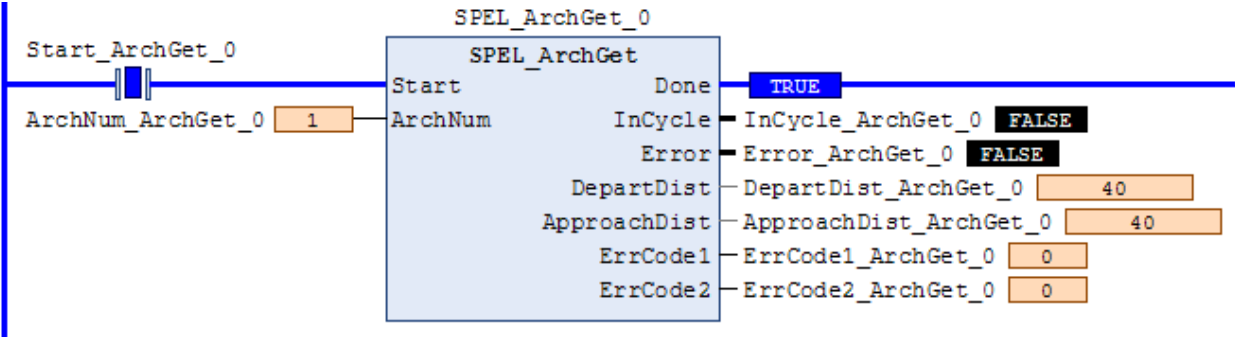 SPEL_ArchGet_0
Start_ArchGet_0
SPEL_ArchGet
Start Done TRUE
ArchNum_ArchGet_0 1 ArchNum InCycle InCycle_ArchGet_0 FALSE
Error Error_ArchGet_0 FALSE
DepartDist DepartDist_ArchGet_0 40
ApproachDist ApproachDist_ArchGet_0 40
ErrCode1 ErrCode1_ArchGet_0 0
ErrCode2 ErrCode2_ArchGet_0 0